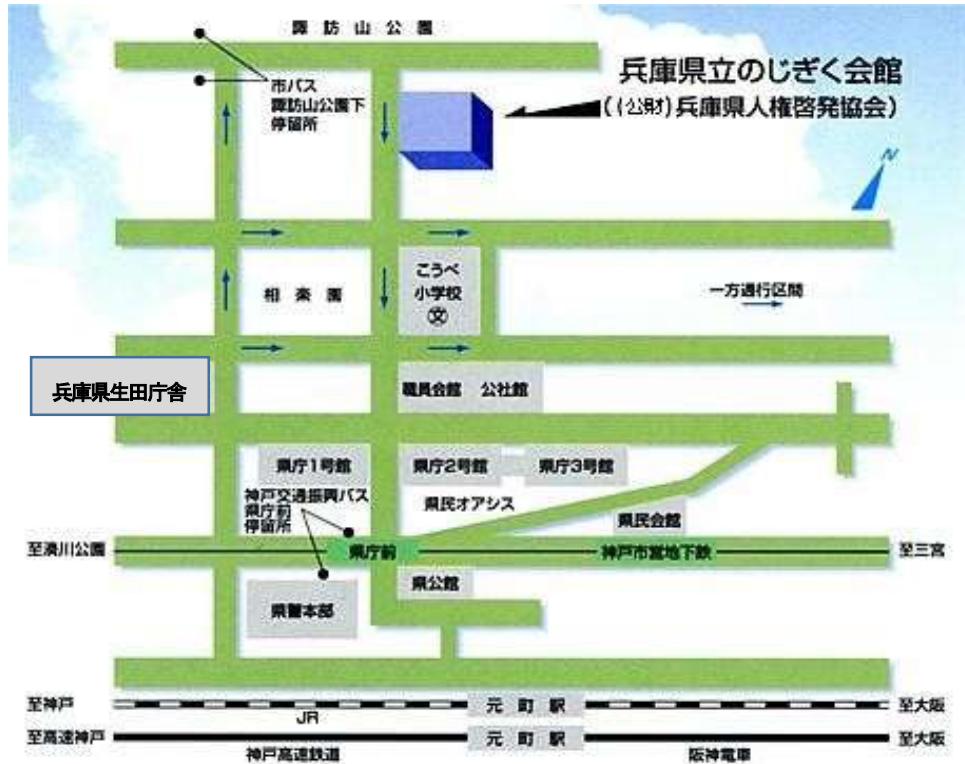 諏訪山公園
兵庫県立のじぎく会館
((公財)兵庫県人権啓発協会)
市バス
諏訪山公園下
停留所
N
こうべ
小学校
文
相楽園
一方通行区間
兵庫県生田庁舎
職員会館 公社館
県庁1号館
県庁2号館
県庁3号館
神戸交通振興バス
県庁前
停留所
県民オアシス
県民会館
至湊川公園
県庁前
神戸市営地下鉄
至三宮
県公館
県警本部
至神戸
JR
元町駅
至大阪
至高速神戸
神戸高速鉄道
元町駅
阪神電車
至大阪